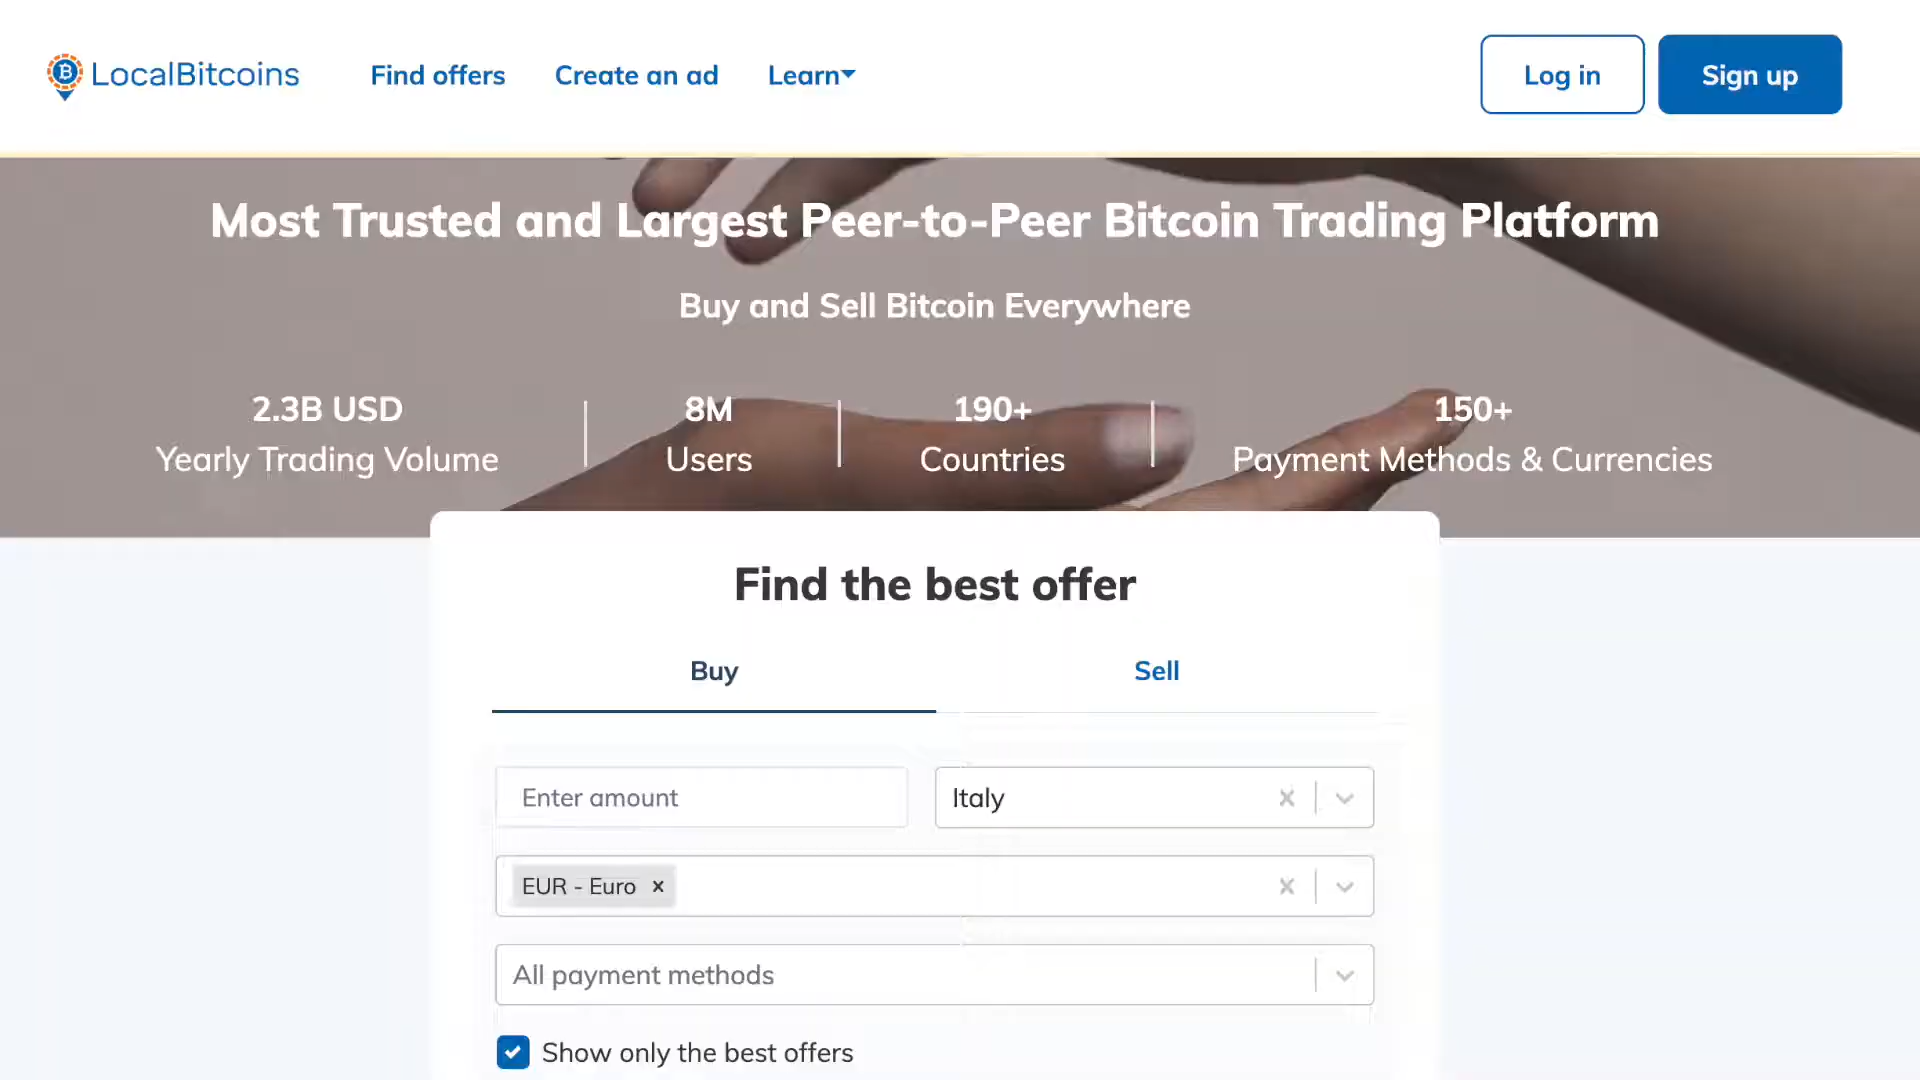 LocalBitcoins Find offers Create an ad Learn Log in Sign up
Most Trusted and Largest Peer-to-Peer Bitcoin Trading Platform
Buy and Sell Bitcoin Everywhere
2.3B USD 8M 190+ 150+
Yearly Trading Volume Users Countries Payment Methods & Currencies
Find the best offer
Buy Sell
Enter amount Italy
EUR - Euro
All payment methods
Show only the best offers